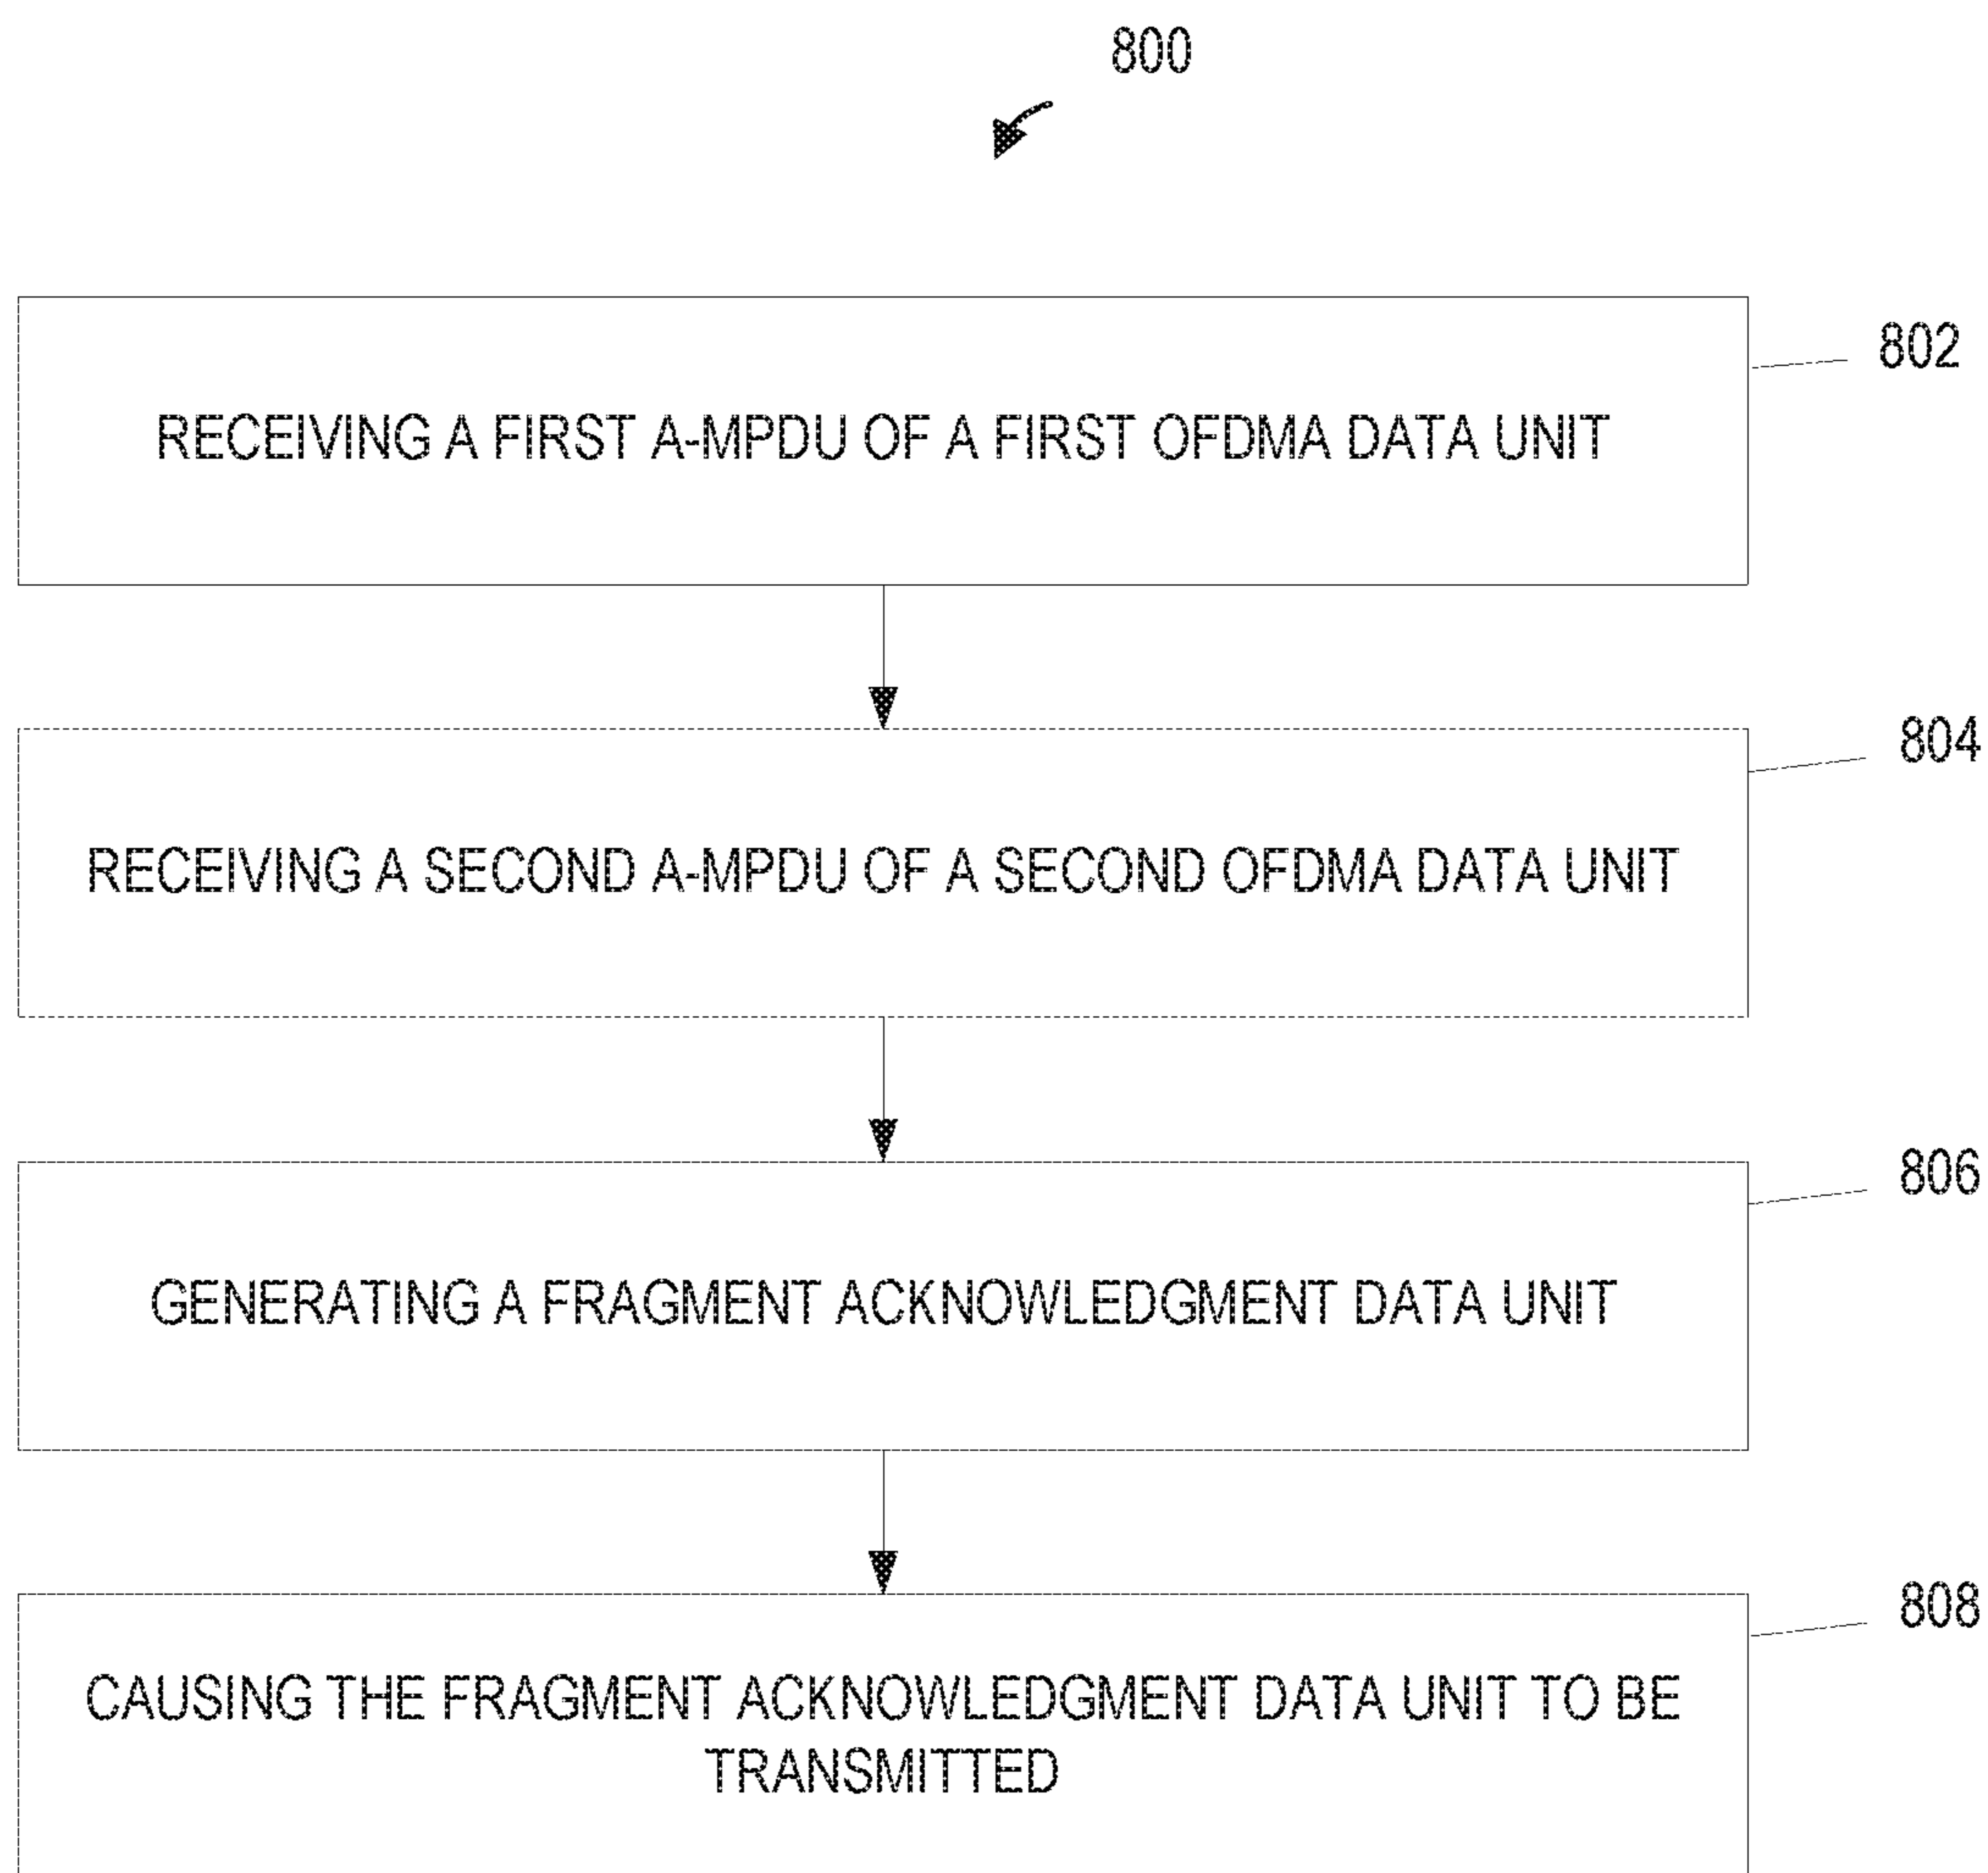 800
802
RECEIVING A FIRST A-MPDU OF A FIRST OFDMA DATA UNIT
804
RECEIVING A SECOND A-MPDU OF A SECOND OFDMA DATA UNIT
806
GENERATING A FRAGMENT ACKNOWLEDGMENT DATA UNIT
808
CAUSING THE FRAGMENT ACKNOWLEDGMENT DATA UNIT TO BE
TRANSMITTED